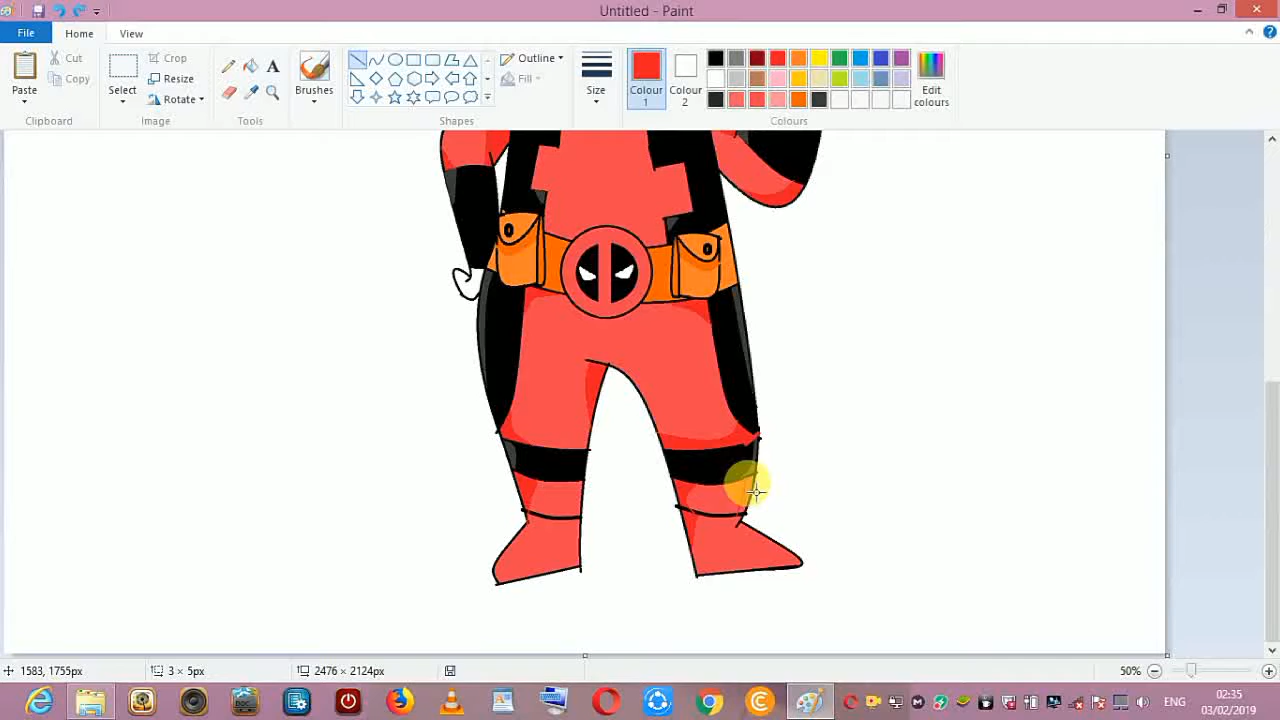 Untitled - Paint
File Home View
Paste Cut Copy Clipboard
Select Crop Resize Rotate Image
A Tools
Brushes
Shapes
Outline Fill
Size
Colour 1 Colour 2 Edit colours Colours
1583, 1755px 3 × 5px 2476 × 2124px 50%
DOC
ENG 02:35
03/02/2019